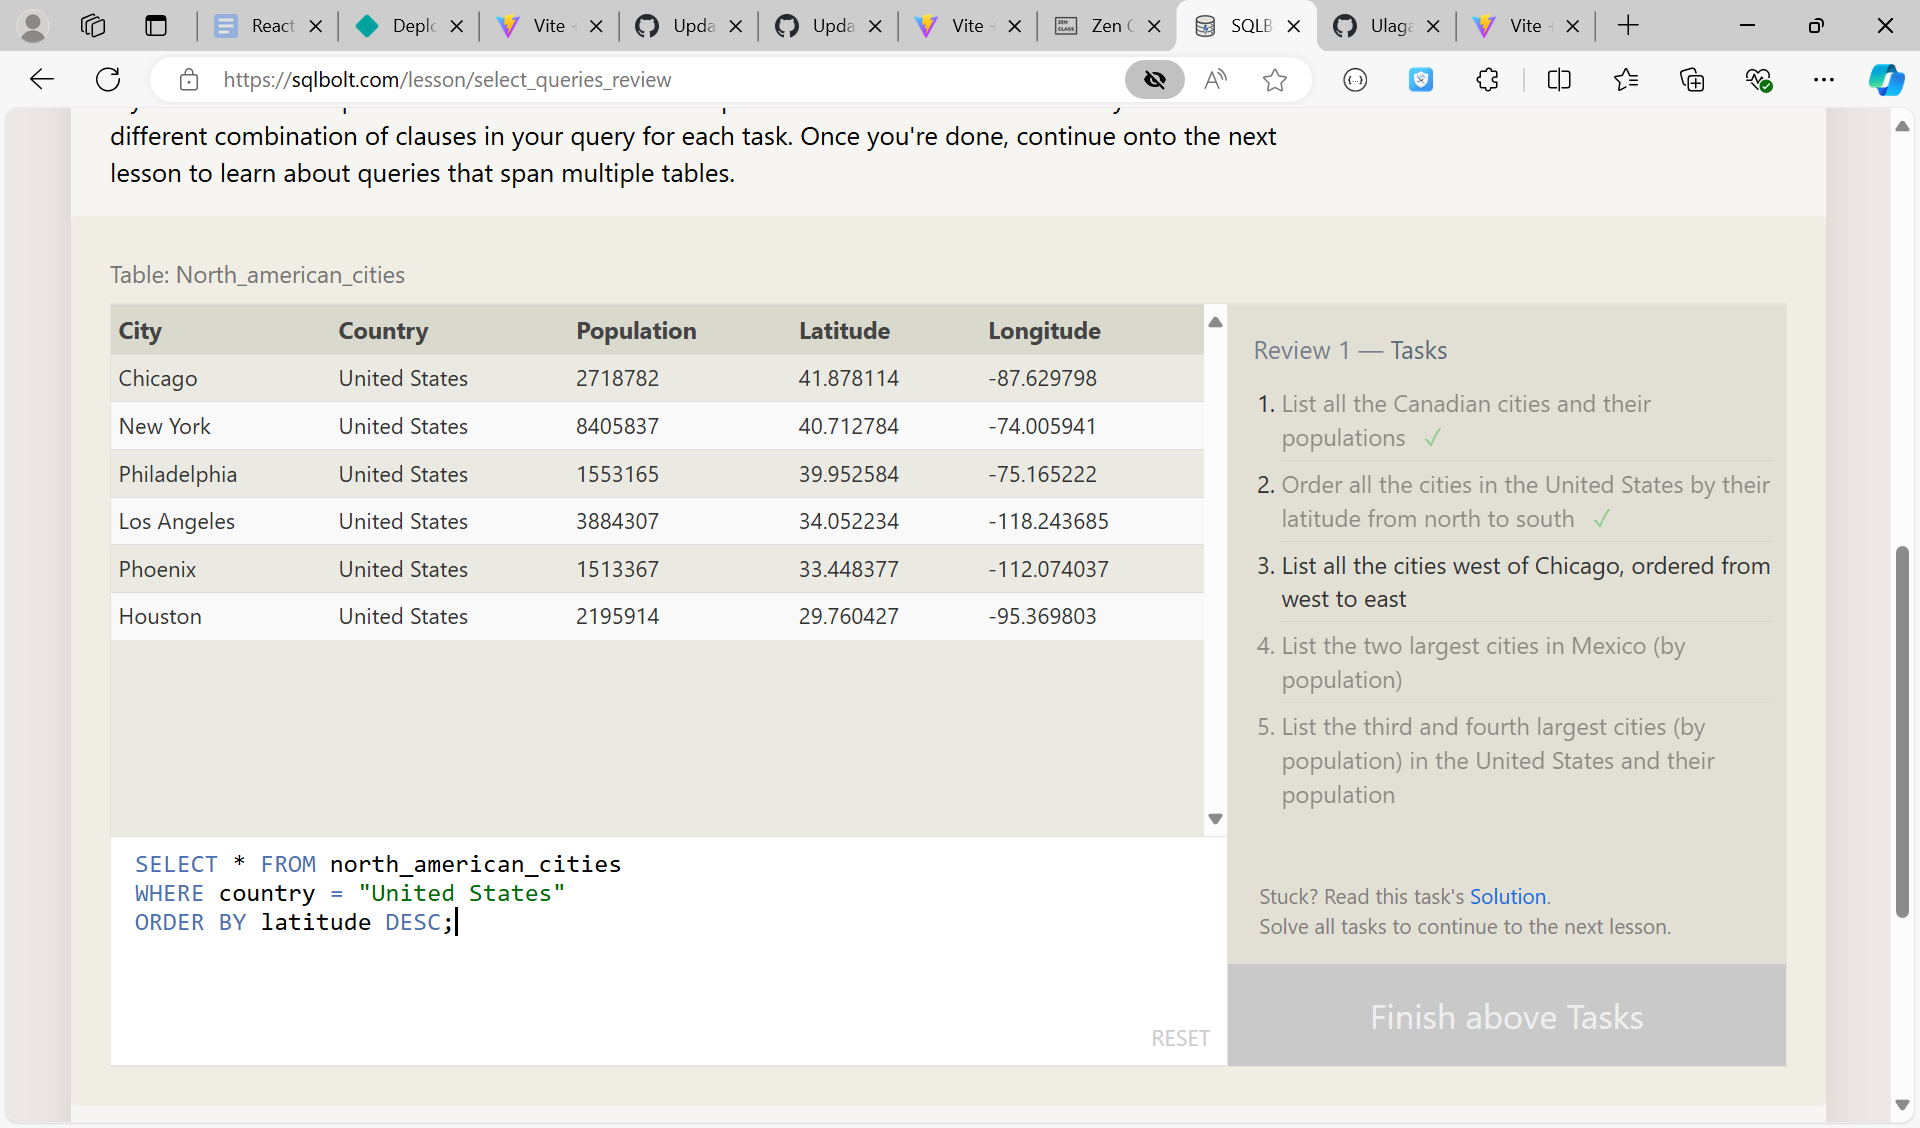 React
Deplo
Vite
Upda
Upda
Vite
Zen C
SQLB
Ulaga
Vite
https://sqlbolt.com/lesson/select_queries_review
different combination of clauses in your query for each task. Once you're done, continue onto the next
lesson to learn about queries that span multiple tables.
Table: North_american_cities
City Country Population Latitude Longitude
Chicago United States 2718782 41.878114 -87.629798
New York United States 8405837 40.712784 -74.005941
Philadelphia United States 1553165 39.952584 -75.165222
Los Angeles United States 3884307 34.052234 -118.243685
Phoenix United States 1513367 33.448377 -112.074037
Houston United States 2195914 29.760427 -95.369803
SELECT * FROM north_american_cities
WHERE country = "United States"
ORDER BY latitude DESC;
RESET
Review 1 — Tasks
1. List all the Canadian cities and their
populations ✓
2. Order all the cities in the United States by their
latitude from north to south ✓
3. List all the cities west of Chicago, ordered from
west to east
4. List the two largest cities in Mexico (by
population)
5. List the third and fourth largest cities (by
population) in the United States and their
population
Stuck? Read this task's Solution.
Solve all tasks to continue to the next lesson.
Finish above Tasks